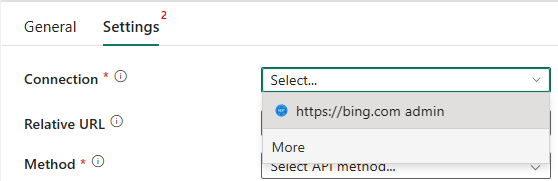 General Settings 2
Connection * Select...
https://bing.com admin
Relative URL
More
Method * Select API method...